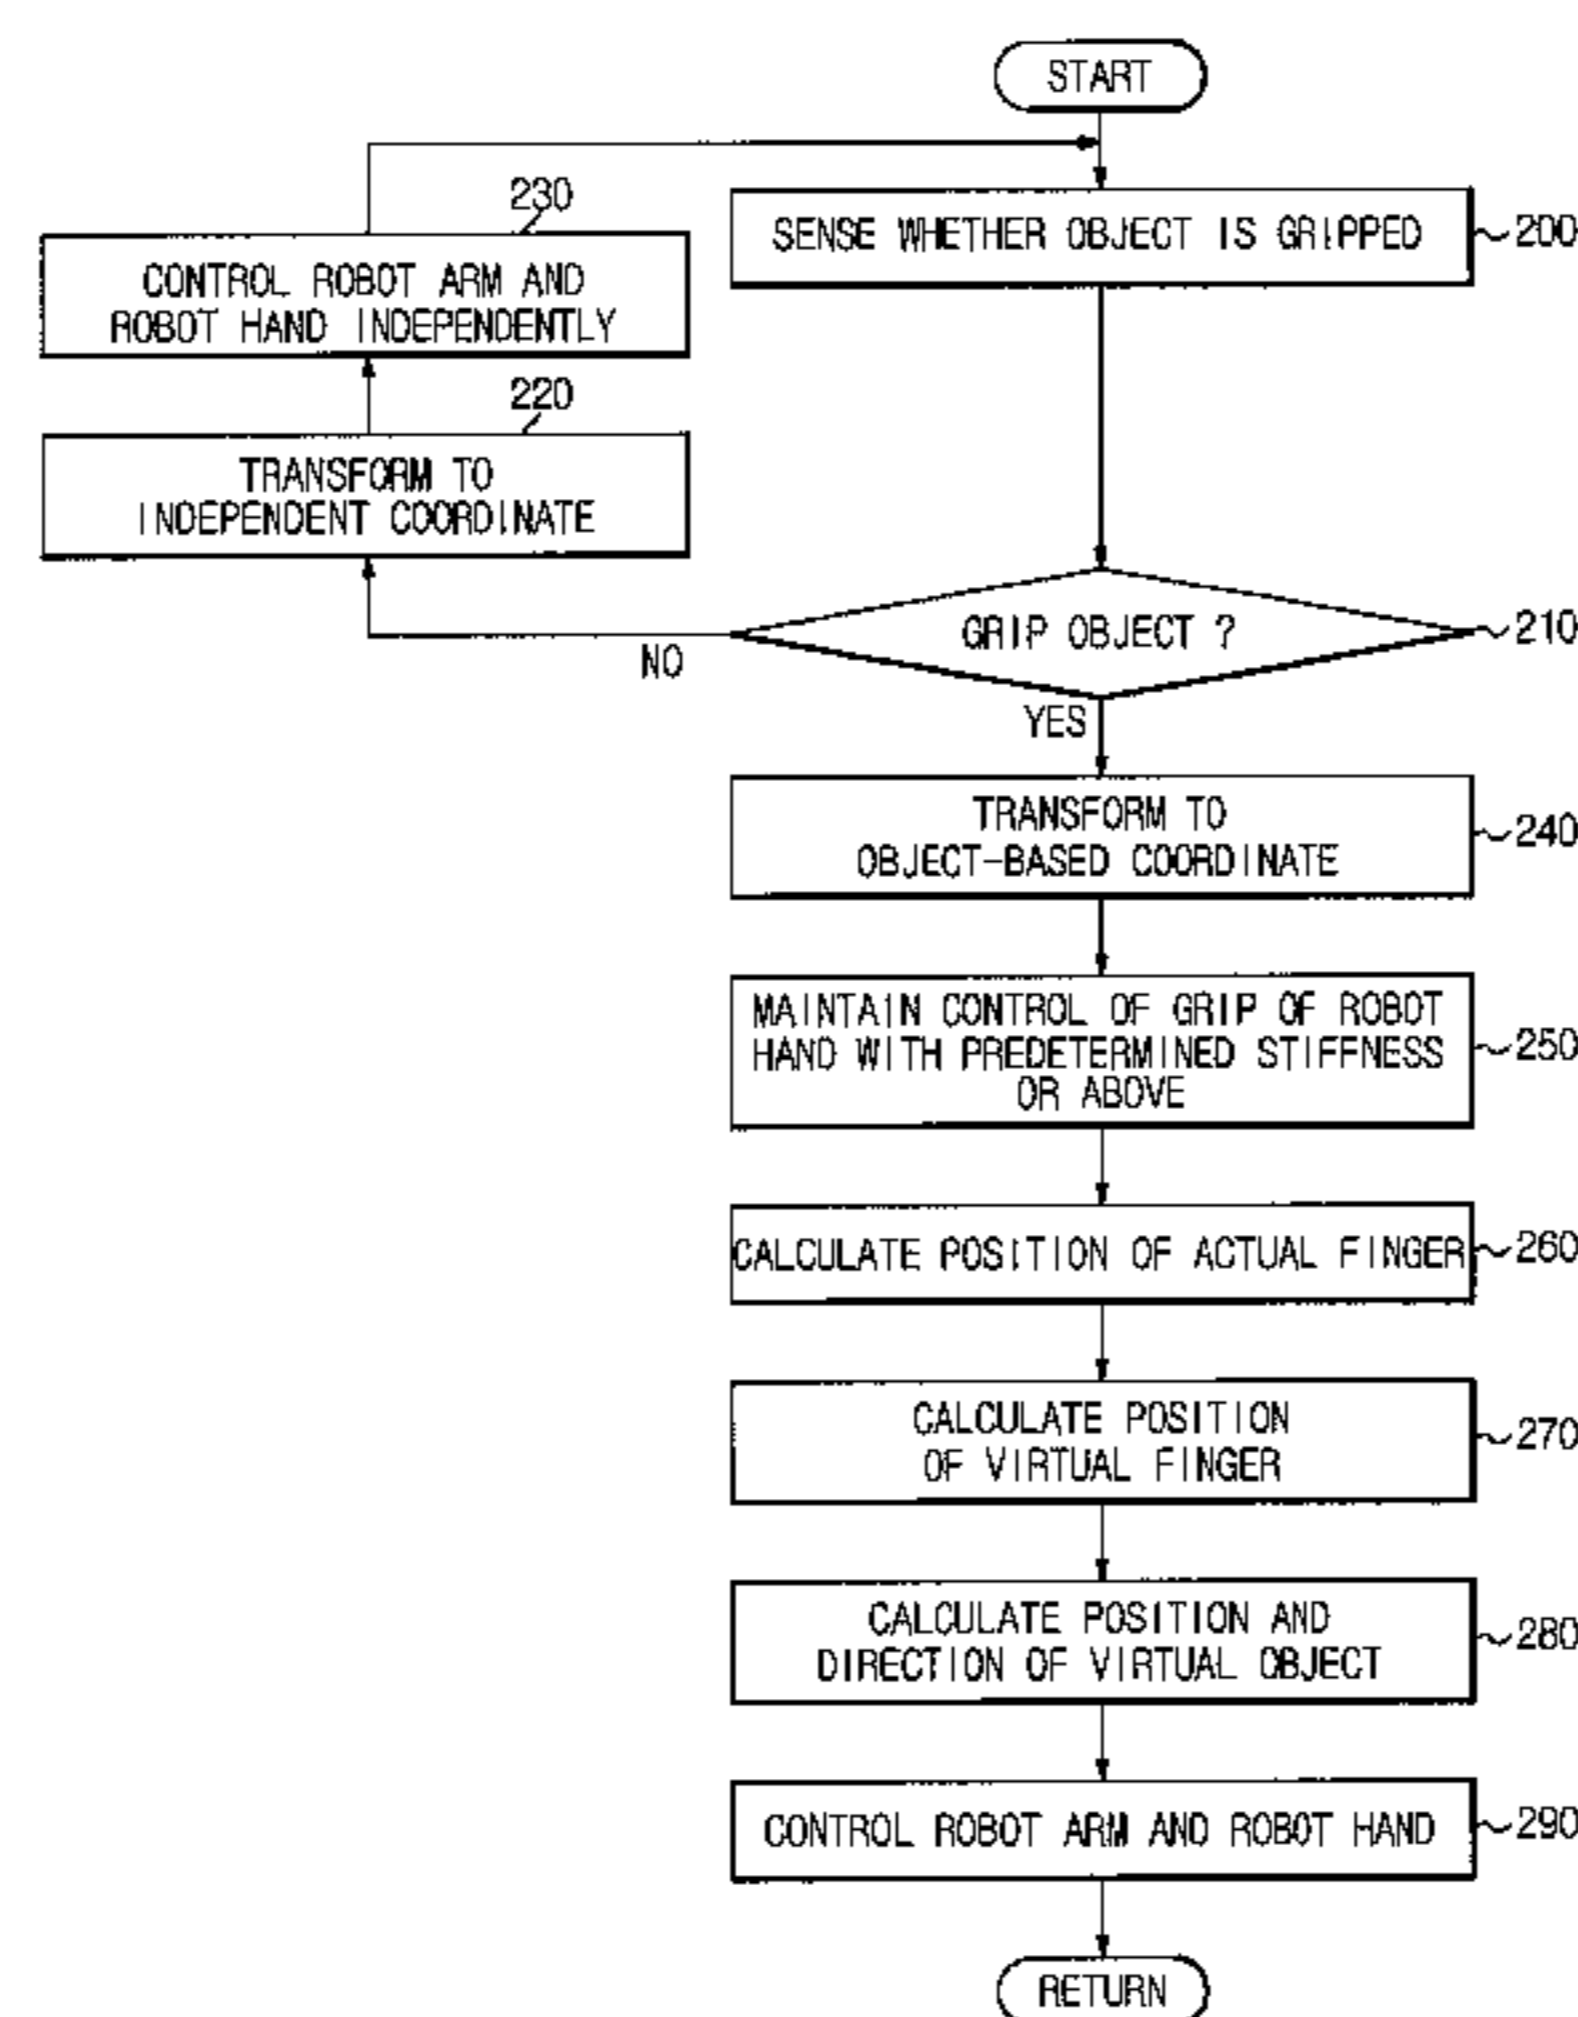 START
SENSE WHETHER OBJECT IS GRIPPED
200
230
CONTROL ROBOT ARM AND
ROBOT HAND INDEPENDENTLY
220
TRANSFORM TO
INDEPENDENT COORDINATE
GRIP OBJECT ?
210
NO
YES
TRANSFORM TO
OBJECT-BASED COORDINATE
240
MAINTAIN CONTROL OF GRIP OF ROBOT
HAND WITH PREDETERMINED STIFFNESS
OR ABOVE
250
CALCULATE POSITION OF ACTUAL FINGER
260
CALCULATE POSITION
OF VIRTUAL FINGER
270
CALCULATE POSITION AND
DIRECTION OF VIRTUAL OBJECT
280
CONTROL ROBOT ARM AND ROBOT HAND
290
RETURN